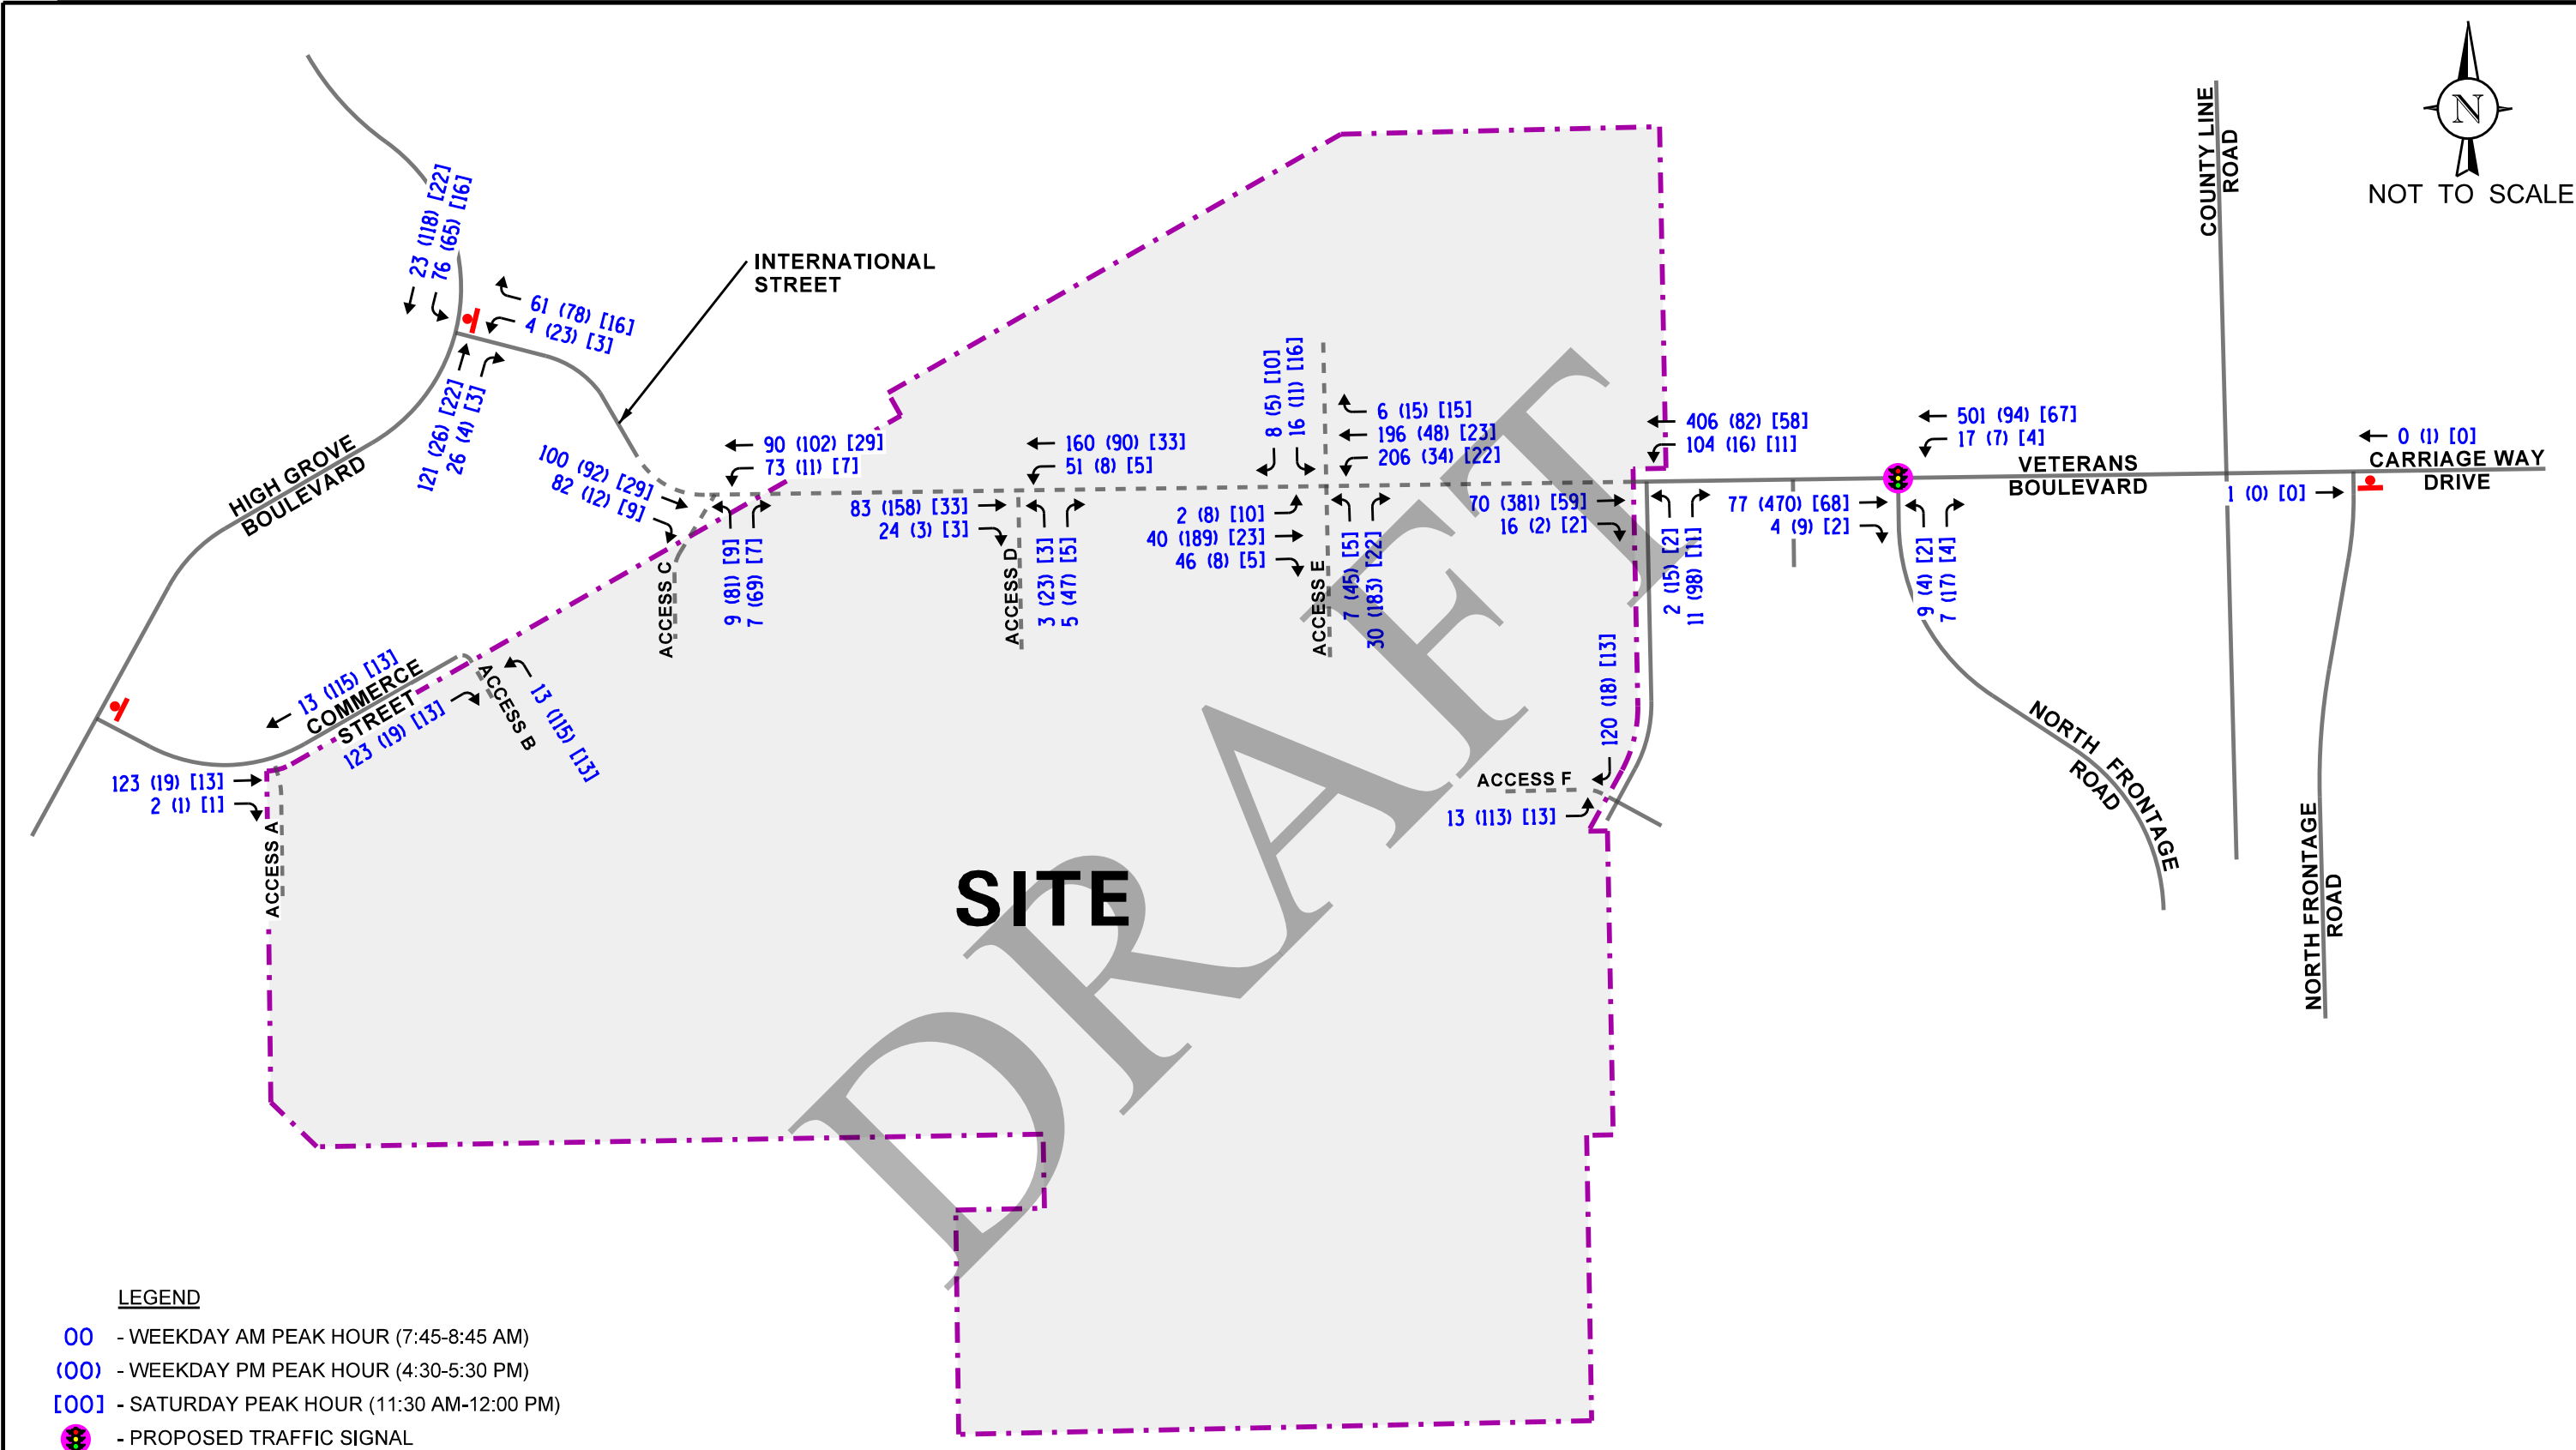 COUNTY LINE
ROAD
N
NOT TO SCALE
23 (118) [22]
76 (65) [16]
INTERNATIONAL
STREET
61 (78) [16]
4 (23) [3]
121 (26) [22]
26 (4) [3]
HIGH GROVE
BOULEVARD
100 (92) [29]
82 (12) [9]
90 (102) [29]
73 (11) [7]
160 (90) [33]
51 (8) [5]
8 (5) [10]
16 (11) [16]
6 (15) [15]
196 (48) [23]
206 (34) [22]
406 (82) [58]
104 (16) [11]
501 (94) [67]
17 (7) [4]
0 (1) [0]
CARRIAGE WAY
DRIVE
VETERANS
BOULEVARD
1 (0) [0]
83 (158) [33]
24 (3) [3]
2 (8) [10]
40 (189) [23]
46 (8) [5]
70 (381) [59]
16 (2) [2]
77 (470) [68]
4 (9) [2]
ACCESS C
9 (81) [9]
7 (69) [7]
ACCESS D
3 (23) [3]
5 (47) [5]
ACCESS E
7 (45) [5]
30 (183) [22]
2 (15) [2]
11 (98) [11]
9 (4) [2]
7 (17) [4]
13 (115) [13]
COMMERCE
STREET
123 (19) [13]
ACCESS B
13 (115) [13]
120 (18) [13]
ACCESS F
13 (113) [13]
NORTH FRONTAGE
ROAD
NORTH FRONTAGE
ROAD
123 (19) [13]
2 (1) [1]
ACCESS A
SITE
DRAFT
LEGEND
00 - WEEKDAY AM PEAK HOUR (7:45-8:45 AM)
(00) - WEEKDAY PM PEAK HOUR (4:30-5:30 PM)
[00] - SATURDAY PEAK HOUR (11:30 AM-12:00 PM)
- PROPOSED TRAFFIC SIGNAL